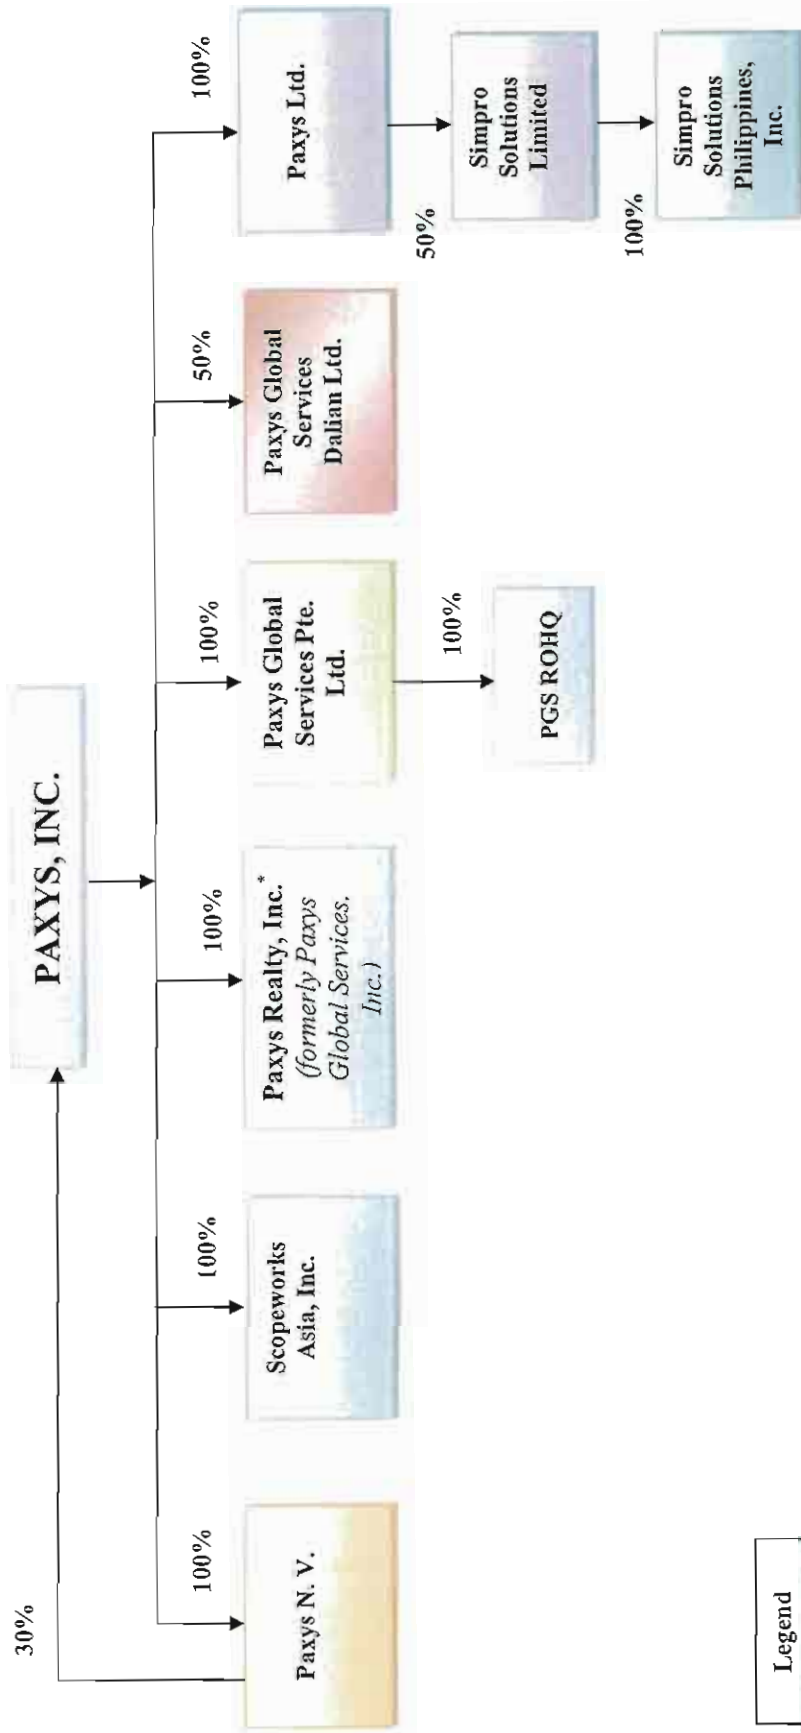 PAXYS, INC.
30%
100%
100%
100%
100%
50%
100%
Paxys N. V.
Scopeworks
Asia, Inc.
Paxys Realty, Inc.*
(formerly Paxys
Global Services.
Inc.)
Paxys Global
Services Pte.
Ltd.
Paxys Global
Services
Dalian Ltd.
Paxys Ltd.
100%
50%
PGS ROHQ
Simpro
Solutions
Limited
100%
Simpro
Solutions
Philippines,
Inc.
Legend